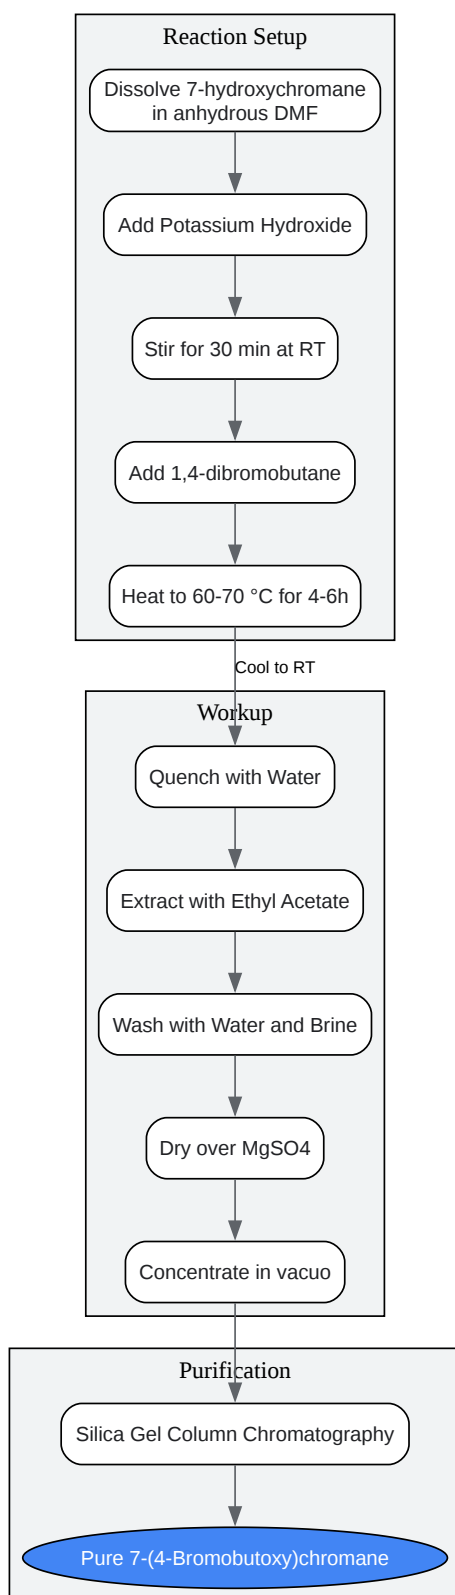 Reaction Setup
Dissolve 7-hydroxychromane
in anhydrous DMF
Add Potassium Hydroxide
Stir for 30 min at RT
Add 1,4-dibromobutane
Heat to 60-70 °C for 4-6h
Cool to RT
Workup
Quench with Water
Extract with Ethyl Acetate
Wash with Water and Brine
Dry over MgSO4
Concentrate in vacuo
Purification
Silica Gel Column Chromatography
Pure 7-(4-Bromobutoxy)chromane